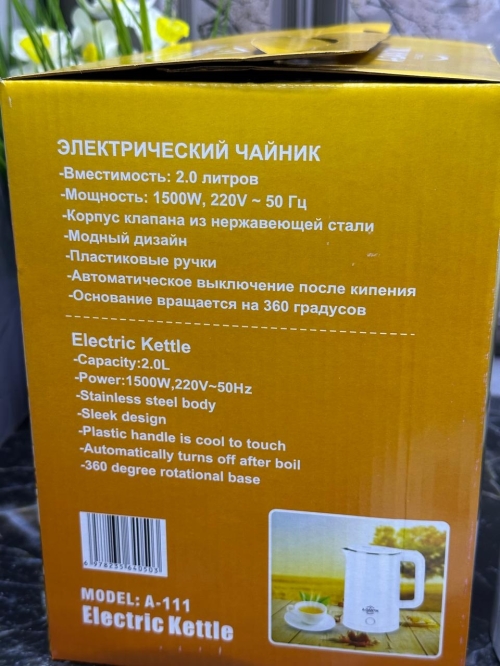 ЭЛЕКТРИЧЕСКИЙ ЧАЙНИК
-Вместимость: 2.0 литров
-Мощность: 1500W, 220V ~ 50 Гц
-Корпус клапана из нержавеющей стали
-Модный дизайн
-Пластиковые ручки
-Автоматическое выключение после кипения
-Основание вращается на 360 градусов
Electric Kettle
-Capacity:2.0L
-Power:1500W,220V~50Hz
-Stainless steel body
-Sleek design
-Plastic handle is cool to touch
-Automatically turns off after boil
-360 degree rotational base
MODEL: A-111
Electric Kettle